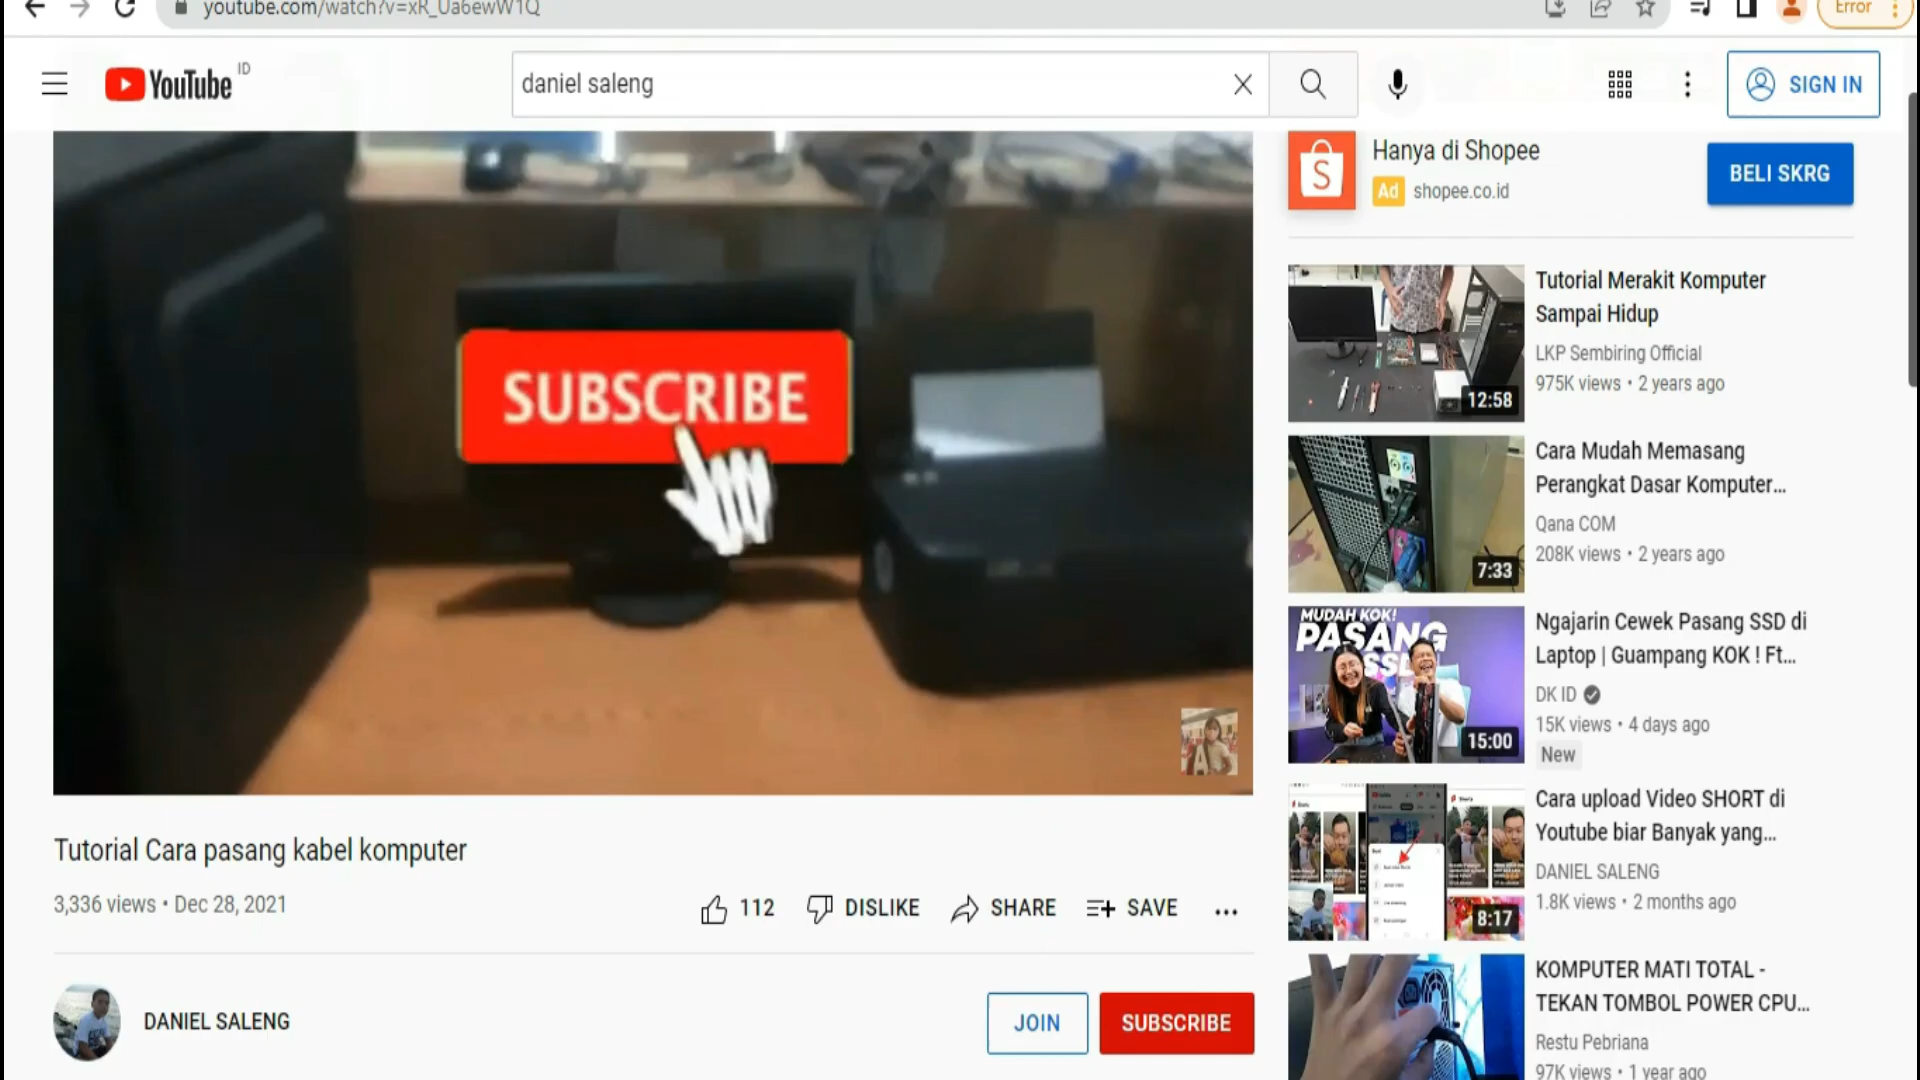 youtube.com/watch?v=xR_Ua6ewW1Q
Error
YouTube ID
daniel saleng
SIGN IN
SUBSCRIBE
Hanya di Shopee
Ad shopee.co.id
BELI SKRG
Tutorial Merakit Komputer
Sampai Hidup
LKP Sembiring Official
975K views • 2 years ago
12:58
Cara Mudah Memasang
Perangkat Dasar Komputer...
Qana COM
208K views • 2 years ago
7:33
MUDAH KOK!
PASANG
SSD
15:00
Ngajarin Cewek Pasang SSD di
Laptop | Guampang KOK ! Ft...
DK ID
15K views • 4 days ago
New
Cara upload Video SHORT di
Youtube biar Banyak yang...
DANIEL SALENG
1.8K views • 2 months ago
8:17
KOMPUTER MATI TOTAL -
TEKAN TOMBOL POWER CPU...
Restu Pebriana
97K views • 1 year ago
Tutorial Cara pasang kabel komputer
3,336 views • Dec 28, 2021
112 DISLIKE SHARE SAVE
DANIEL SALENG
JOIN
SUBSCRIBE